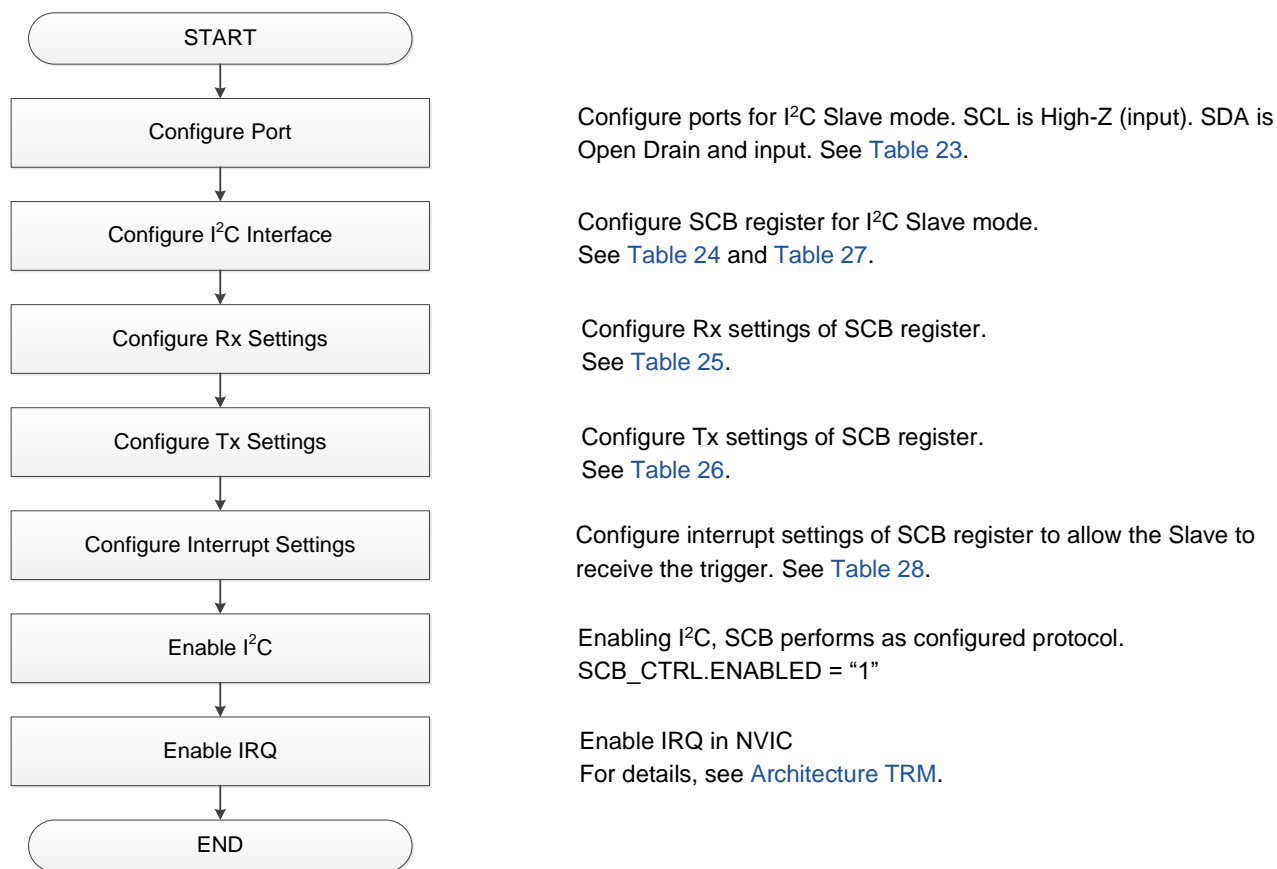 START
Configure Port
Configure ports for I²C Slave mode. SCL is High-Z (input). SDA is
Open Drain and input. See Table 23.
Configure I²C Interface
Configure SCB register for I²C Slave mode.
See Table 24 and Table 27.
Configure Rx Settings
Configure Rx settings of SCB register.
See Table 25.
Configure Tx Settings
Configure Tx settings of SCB register.
See Table 26.
Configure Interrupt Settings
Configure interrupt settings of SCB register to allow the Slave to
receive the trigger. See Table 28.
Enable I²C
Enabling I²C, SCB performs as configured protocol.
SCB_CTRL.ENABLED = “1”
Enable IRQ
Enable IRQ in NVIC
For details, see Architecture TRM.
END